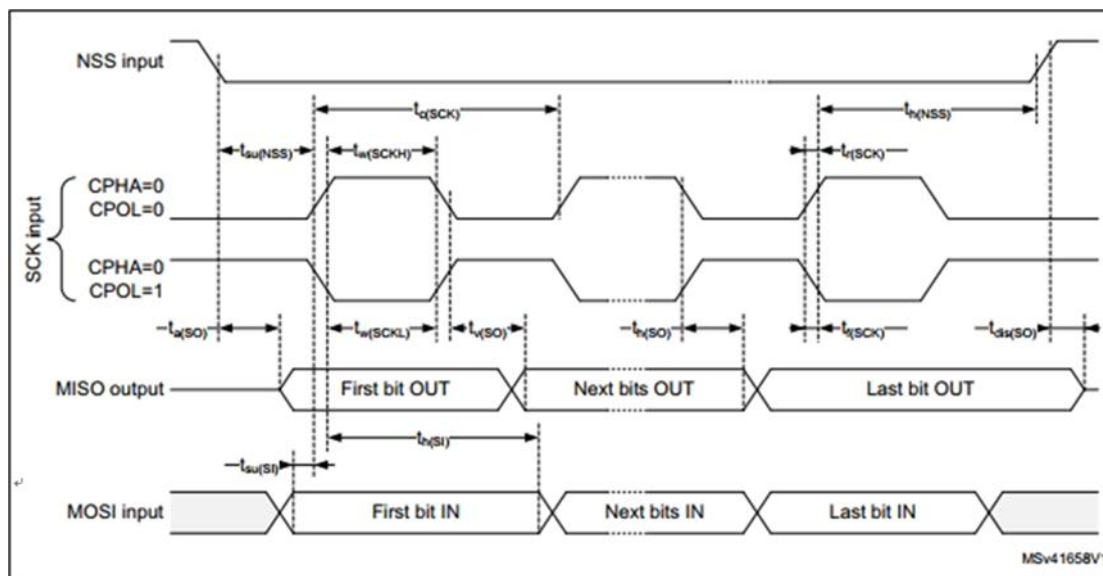 NSS input
tc(SCK)
th(NSS)
tsu(NSS)
tw(SCKH)
tr(SCK)
SCK input
CPHA=0
CPOL=0
CPHA=0
CPOL=1
ta(SO)
tw(SCKL)
tv(SO)
th(SO)
tf(SCK)
tdis(SO)
MISO output
First bit OUT
Next bits OUT
Last bit OUT
th(SI)
tsu(SI)
MOSI input
First bit IN
Next bits IN
Last bit IN
MSv41658V1